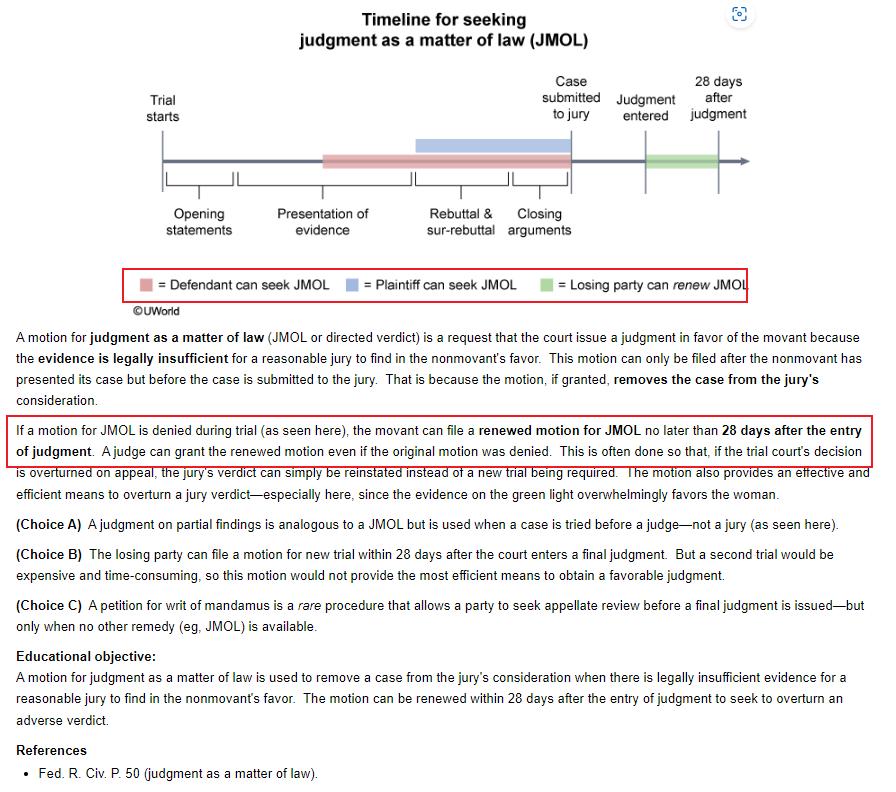 Timeline for seeking
judgment as a matter of law (JMOL)
Trial
starts
Case
submitted
to jury
Judgment
entered
28 days
after
judgment
Opening
statements
Presentation of
evidence
Rebuttal &
sur-rebuttal
Closing
arguments
= Defendant can seek JMOL = Plaintiff can seek JMOL = Losing party can renew JMOL
©UWorld
A motion for judgment as a matter of law (JMOL or directed verdict) is a request that the court issue a judgment in favor of the movant because
the evidence is legally insufficient for a reasonable jury to find in the nonmovant's favor. This motion can only be filed after the nonmovant has
presented its case but before the case is submitted to the jury. That is because the motion, if granted, removes the case from the jury's
consideration.
If a motion for JMOL is denied during trial (as seen here), the movant can file a renewed motion for JMOL no later than 28 days after the entry
of judgment. A judge can grant the renewed motion even if the original motion was denied. This is often done so that, if the trial court's decision
is overturned on appeal, the jury's verdict can simply be reinstated instead of a new trial being required. The motion also provides an effective and
efficient means to overturn a jury verdict—especially here, since the evidence on the green light overwhelmingly favors the woman.
(Choice A) A judgment on partial findings is analogous to a JMOL but is used when a case is tried before a judge—not a jury (as seen here).
(Choice B) The losing party can file a motion for new trial within 28 days after the court enters a final judgment. But a second trial would be
expensive and time-consuming, so this motion would not provide the most efficient means to obtain a favorable judgment.
(Choice C) A petition for writ of mandamus is a rare procedure that allows a party to seek appellate review before a final judgment is issued—but
only when no other remedy (eg, JMOL) is available.
Educational objective:
A motion for judgment as a matter of law is used to remove a case from the jury's consideration when there is legally insufficient evidence for a
reasonable jury to find in the nonmovant's favor. The motion can be renewed within 28 days after the entry of judgment to seek to overturn an
adverse verdict.
References
• Fed. R. Civ. P. 50 (judgment as a matter of law).